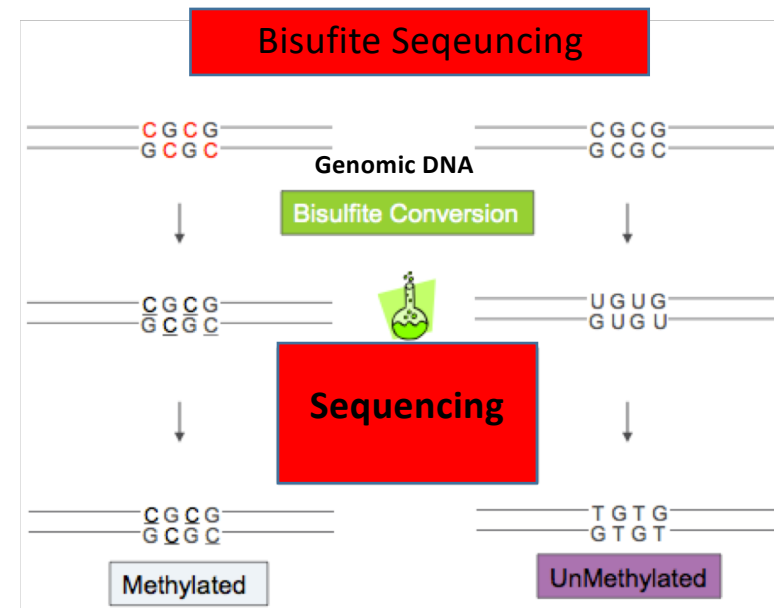 Bisufite Seqeuncing
CGCG
GCGC
CGCG
GCGC
Genomic DNA
Bisulfite Conversion
CGCG
GCGC
UGUG
GUGU
Sequencing
CGCG
GCGC
TGTG
GTGT
Methylated
UnMethylated